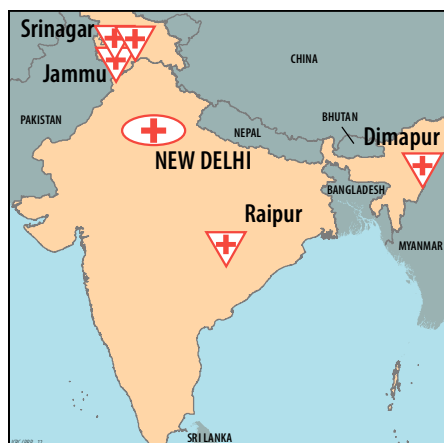 Srinagar
CHINA
Jammu
PAKISTAN
BHUTAN
NEPAL
Dimapur
NEW DELHI
BANGLADESH
Raipur
MYANMAR
SRI LANKA